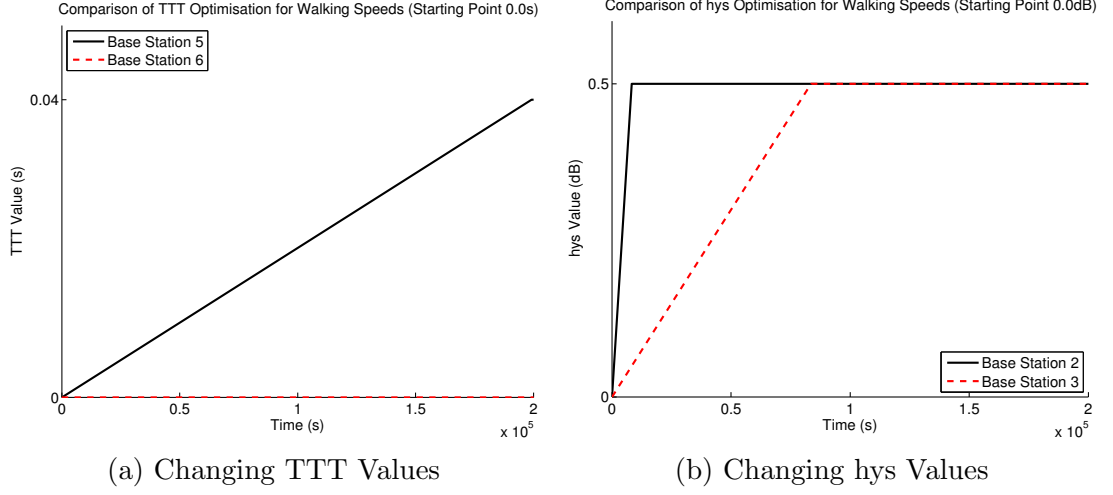 Comparison of TTT Optimisation for Walking Speeds (Starting Point 0.0s)
Base Station 5
Base Station 6
0.04
0
TTT Value (s)
0
0.5
1
1.5
2
Time (s)
x 10^5
(a) Changing TTT Values
Comparison of hys Optimisation for Walking Speeds (Starting Point 0.0dB)
0.5
0
hys Value (dB)
Base Station 2
Base Station 3
0
0.5
1
1.5
2
Time (s)
x 10^5
(b) Changing hys Values